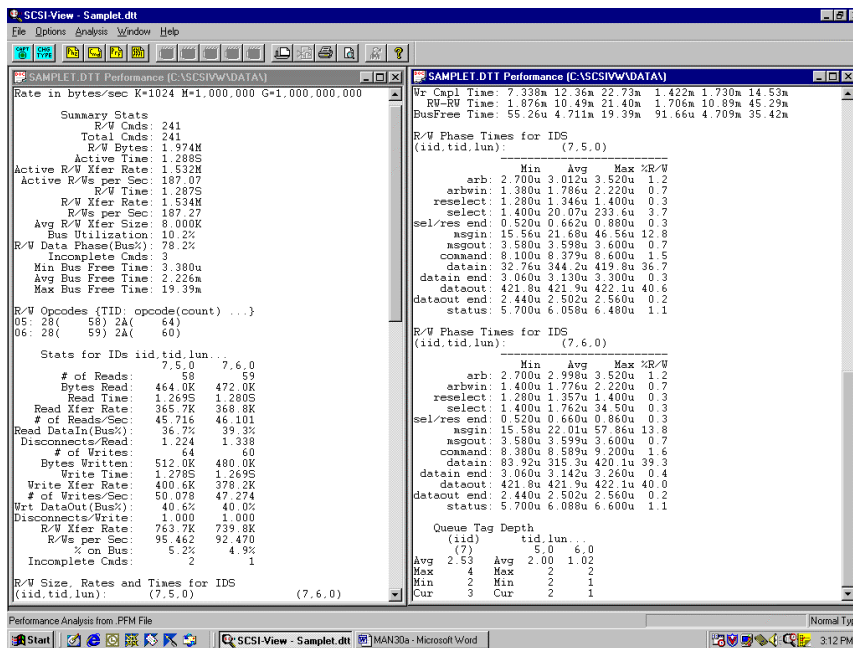 SCSI-View - Samplet.dtt
File Options Analysis Window Help
CAPT CHG TYPE
SAMPLET.DTT Performance (C:\SCSIVW\DATA\)
Rate in bytes/sec K=1024 M=1,000,000 G=1,000,000,000
Summary Stats
R/W Cmds: 241
Total Cmds: 241
R/W Bytes: 1.974M
Active Time: 1.288S
Active R/W Xfer Rate: 1.532M
Active R/Ws per Sec: 187.07
R/W Time: 1.287S
R/W Xfer Rate: 1.534M
R/Ws per Sec: 187.27
Avg R/W Xfer Size: 8.000K
Bus Utilization: 10.2%
R/W Data Phase(Bus%): 78.2%
Incomplete Cmds: 3
Min Bus Free Time: 3.380u
Avg Bus Free Time: 2.226m
Max Bus Free Time: 19.39m
R/W Opcodes {TID: opcode(count) ...}
05: 28( 58) 2A( 64)
06: 28( 59) 2A( 60)
Stats for IDs iid,tid,lun...
7,5,0 7,6,0
# of Reads: 58 59
Bytes Read: 464.0K 472.0K
Read Time: 1.269S 1.280S
Read Xfer Rate: 365.7K 368.8K
# of Reads/Sec: 45.716 46.101
Read DataIn(Bus%): 36.7% 39.3%
Disconnects/Read: 1.224 1.338
# of Writes: 64 60
Bytes Written: 512.0K 480.0K
Write Time: 1.278S 1.269S
Write Xfer Rate: 400.6K 378.2K
# of Writes/Sec: 50.078 47.274
Wrt DataOut(Bus%): 40.6% 40.0%
Disconnects/Write: 1.000 1.000
R/W Xfer Rate: 763.7K 739.8K
R/Ws per Sec: 95.462 92.470
% on Bus: 5.2% 4.9%
Incomplete Cmds: 2 1
R/W Size, Rates and Times for IDS
(iid,tid,lun): (7,5,0) (7,6,0)
SAMPLET.DTT Performance (C:\SCSIVW\DATA\)
Wr Cmpl Time: 7.338m 12.36m 22.73m 1.422m 1.730m 14.53m
RW-RW Time: 1.876m 10.49m 21.40m 1.706m 10.89m 45.29m
BusFree Time: 55.26u 4.711m 19.39m 91.66u 4.709m 35.42m
R/W Phase Times for IDS
(iid,tid,lun): (7,5,0)
Min Avg Max %R/W
arb: 2.700u 3.012u 3.520u 1.2
arbwin: 1.380u 1.786u 2.220u 0.7
reselect: 1.280u 1.346u 1.400u 0.3
select: 1.400u 20.07u 233.6u 3.7
sel/res end: 0.520u 0.662u 0.880u 0.3
msgin: 15.56u 21.68u 46.56u 12.8
msgout: 3.580u 3.598u 3.600u 0.7
command: 8.100u 8.379u 8.600u 1.5
datain: 32.76u 344.2u 419.8u 36.7
datain end: 3.060u 3.130u 3.300u 0.3
dataout: 421.8u 421.9u 422.1u 40.6
dataout end: 2.440u 2.502u 2.560u 0.2
status: 5.700u 6.058u 6.480u 1.1
R/W Phase Times for IDS
(iid,tid,lun): (7,6,0)
Min Avg Max %R/W
arb: 2.700u 2.998u 3.520u 1.2
arbwin: 1.400u 1.776u 2.220u 0.7
reselect: 1.280u 1.357u 1.400u 0.3
select: 1.400u 1.762u 34.50u 0.3
sel/res end: 0.520u 0.660u 0.860u 0.3
msgin: 15.58u 22.01u 57.86u 13.8
msgout: 3.580u 3.599u 3.600u 0.7
command: 8.380u 8.589u 9.200u 1.6
datain: 83.92u 315.3u 420.1u 39.3
datain end: 3.060u 3.142u 3.260u 0.4
dataout: 421.8u 421.9u 422.1u 40.0
dataout end: 2.440u 2.502u 2.560u 0.2
status: 5.700u 6.088u 6.600u 1.1
Queue Tag Depth
(iid) tid,lun...
(7) 5,0 6,0
Avg 2.53 Avg 2.00 1.02
Max 4 Max 2 2
Min 2 Min 2 1
Cur 3 Cur 2 1
Performance Analysis from .PFM File
Normal Typ
Start
SCSI-View - Samplet.dtt
MAN30a - Microsoft Word
3:12 PM